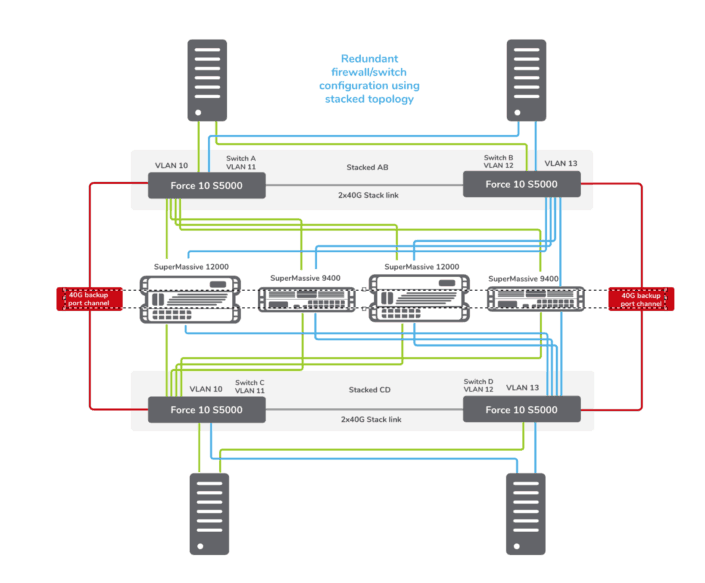 Redundant
firewall/switch
configuration using
stacked topology
VLAN 10
Switch A
VLAN 11
Stacked AB
Switch B
VLAN 12
VLAN 13
Force 10 S5000
2x40G Stack link
Force 10 S5000
SuperMassive 12000
SuperMassive 9400
SuperMassive 12000
SuperMassive 9400
40G backup
port channel
40G backup
port channel
VLAN 10
Switch C
VLAN 11
Stacked CD
Switch D
VLAN 12
VLAN 13
Force 10 S5000
2x40G Stack link
Force 10 S5000